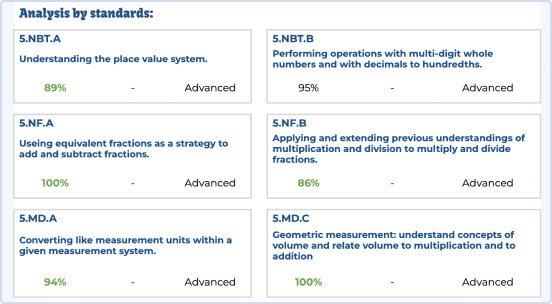 Analysis by standards:
5.NBT.A
Understanding the place value system.
89% - Advanced
5.NBT.B
Performing operations with multi-digit whole
numbers and with decimals to hundredths.
95% - Advanced
5.NF.A
Useing equivalent fractions as a strategy to
add and subtract fractions.
100% - Advanced
5.NF.B
Applying and extending previous understandings of
multiplication and division to multiply and divide
fractions.
86% - Advanced
5.MD.A
Converting like measurement units within a
given measurement system.
94% - Advanced
5.MD.C
Geometric measurement: understand concepts of
volume and relate volume to multiplication and to
addition
100% - Advanced